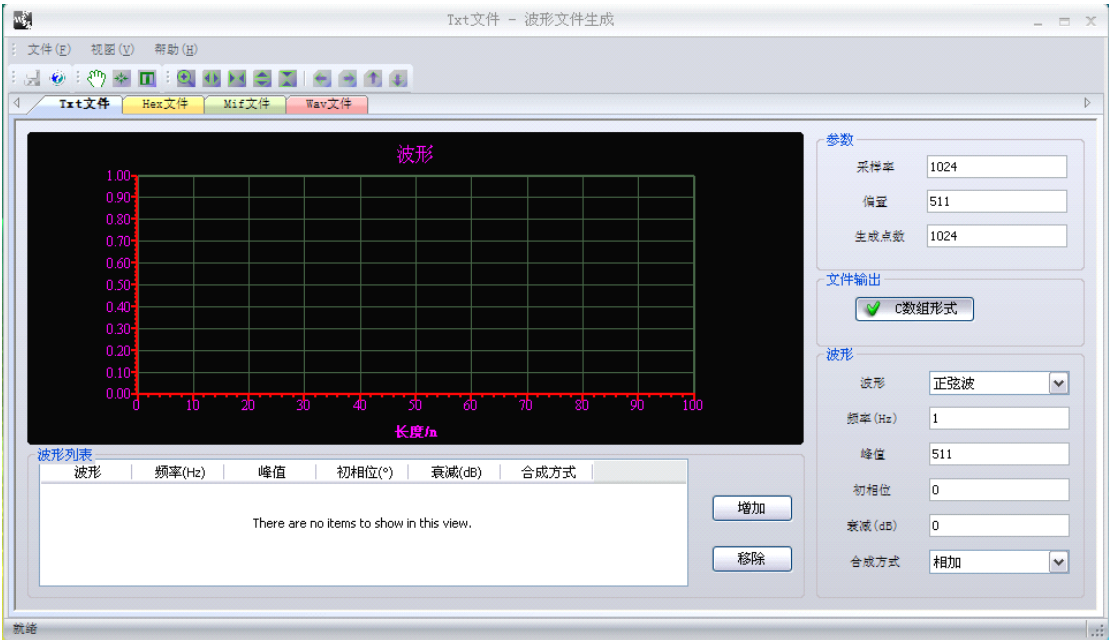 Txt文件 - 波形文件生成
文件(F) 视图(V) 帮助(H)
Txt文件 Hex文件 Mif文件 Wav文件
波形
1.00
0.90
0.80
0.70
0.60
0.50
0.40
0.30
0.20
0.10
0.00
0 10 20 30 40 50 60 70 80 90 100
长度/n
波形列表
波形 频率(Hz) 峰值 初相位(°) 衰减(dB) 合成方式
There are no items to show in this view.
增加
移除
参数
采样率 1024
偏置 511
生成点数 1024
文件输出
C数组形式
波形
波形 正弦波
频率(Hz) 1
峰值 511
初相位 0
衰减(dB) 0
合成方式 相加
就绪